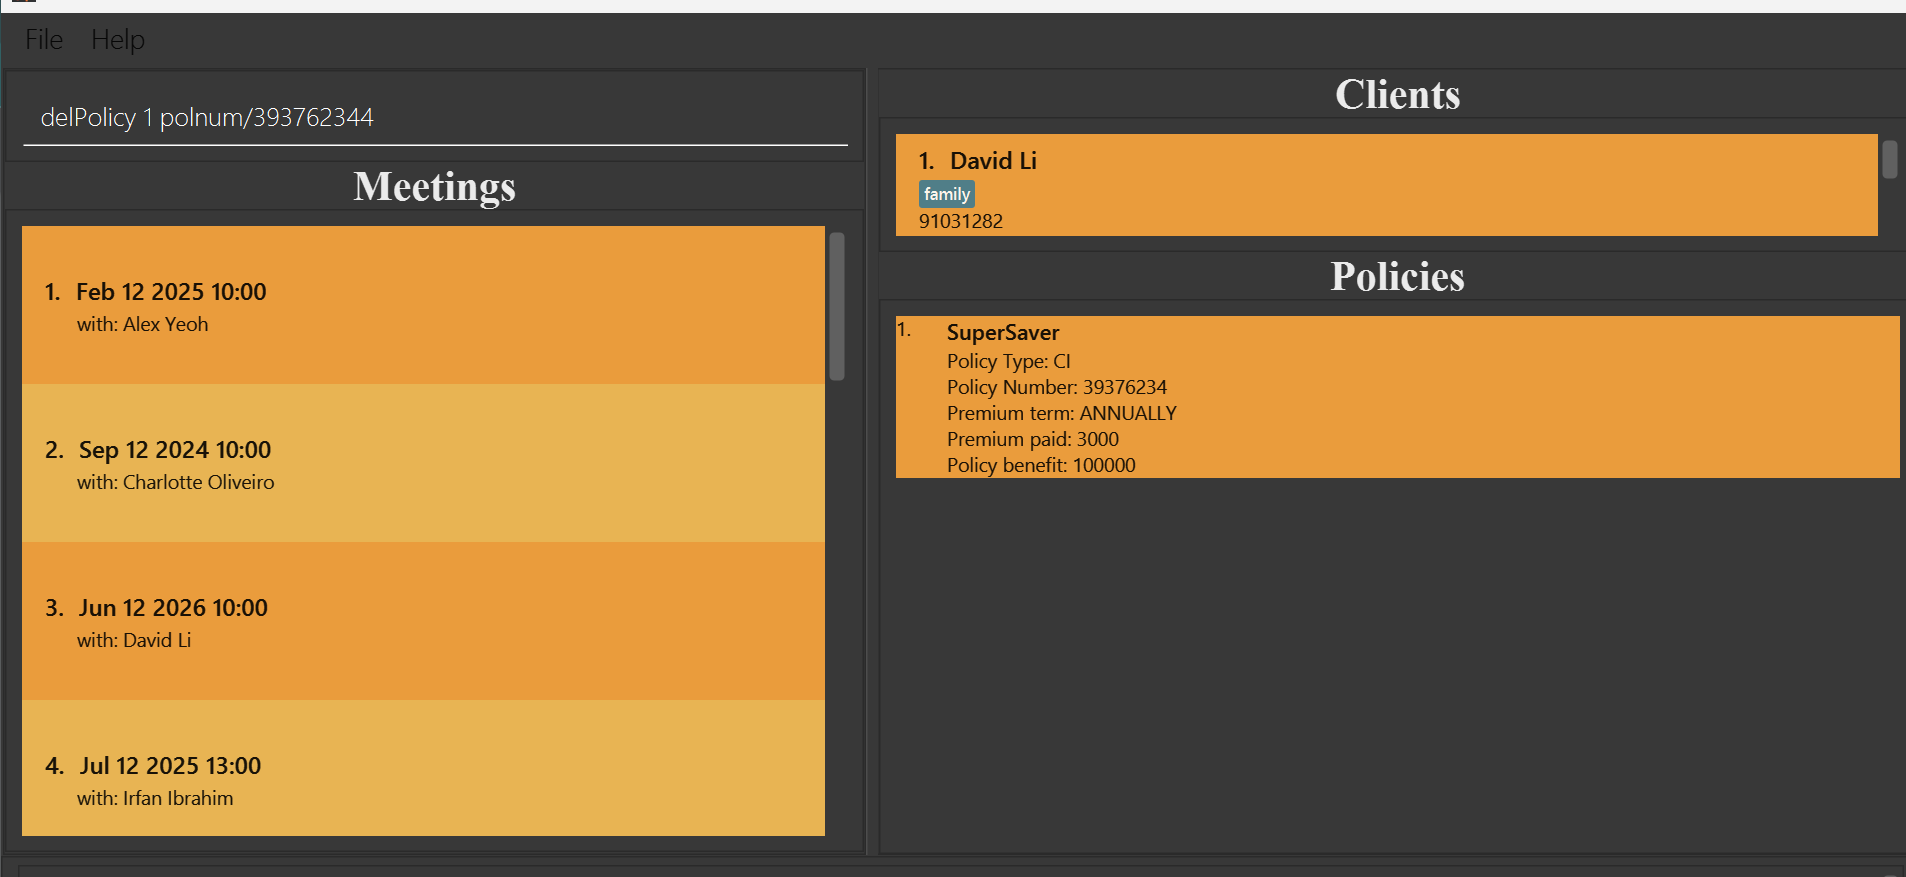 File Help
delPolicy 1 polnum/393762344
Meetings
1. Feb 12 2025 10:00
with: Alex Yeoh
2. Sep 12 2024 10:00
with: Charlotte Oliveiro
3. Jun 12 2026 10:00
with: David Li
4. Jul 12 2025 13:00
with: Irfan Ibrahim
Clients
1. David Li
family
91031282
Policies
1. SuperSaver
Policy Type: CI
Policy Number: 39376234
Premium term: ANNUALLY
Premium paid: 3000
Policy benefit: 100000